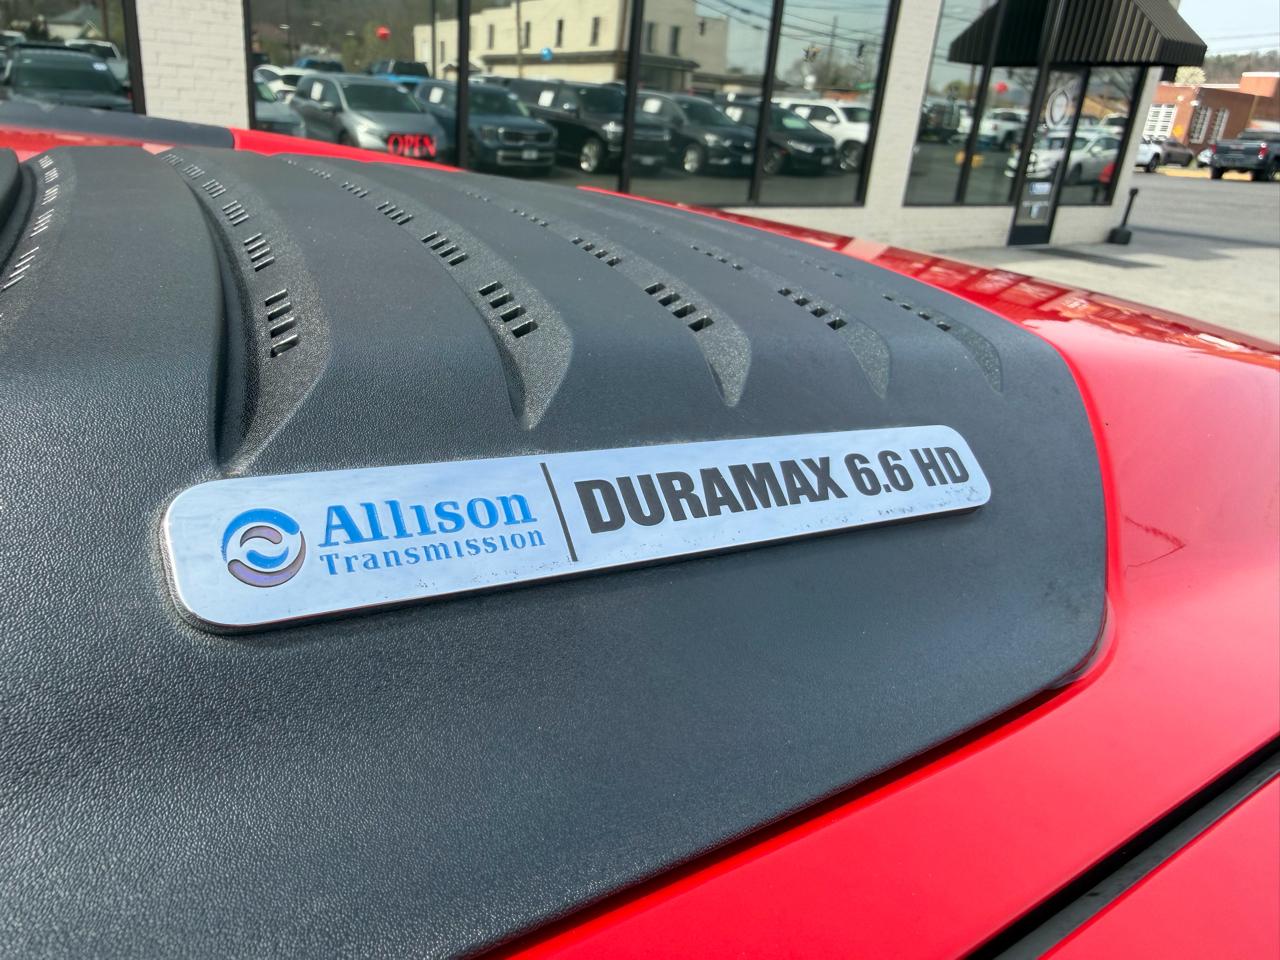 OPEN
Allison
Transmission
DURAMAX 6.6 HD